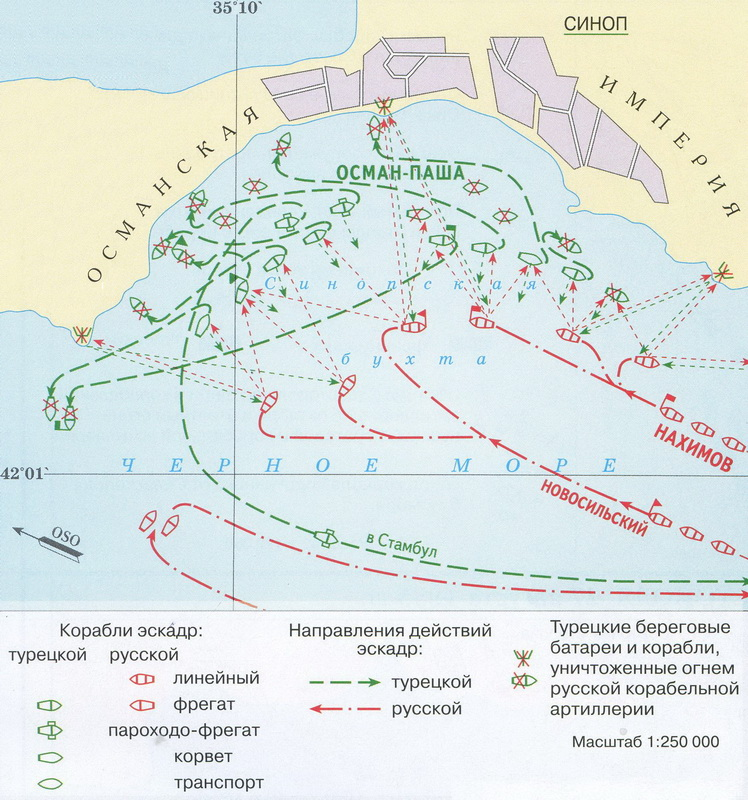 35°10`
СИНОП
ОСМАНСКАЯ
ИМПЕРИЯ
ОСМАН-ПАША
Синопская
бухта
НАХИМОВ
42°01`
ЧЕРНОЕ МОРЕ
НОВОСИЛЬСКИЙ
OSO
в Стамбул
Корабли эскадр:
турецкой русской
линейный
фрегат
пароходо-фрегат
корвет
транспорт
Направления действий
эскадр:
турецкой
русской
Турецкие береговые
батареи и корабли,
уничтоженные огнем
русской корабельной
артиллерии
Масштаб 1:250 000